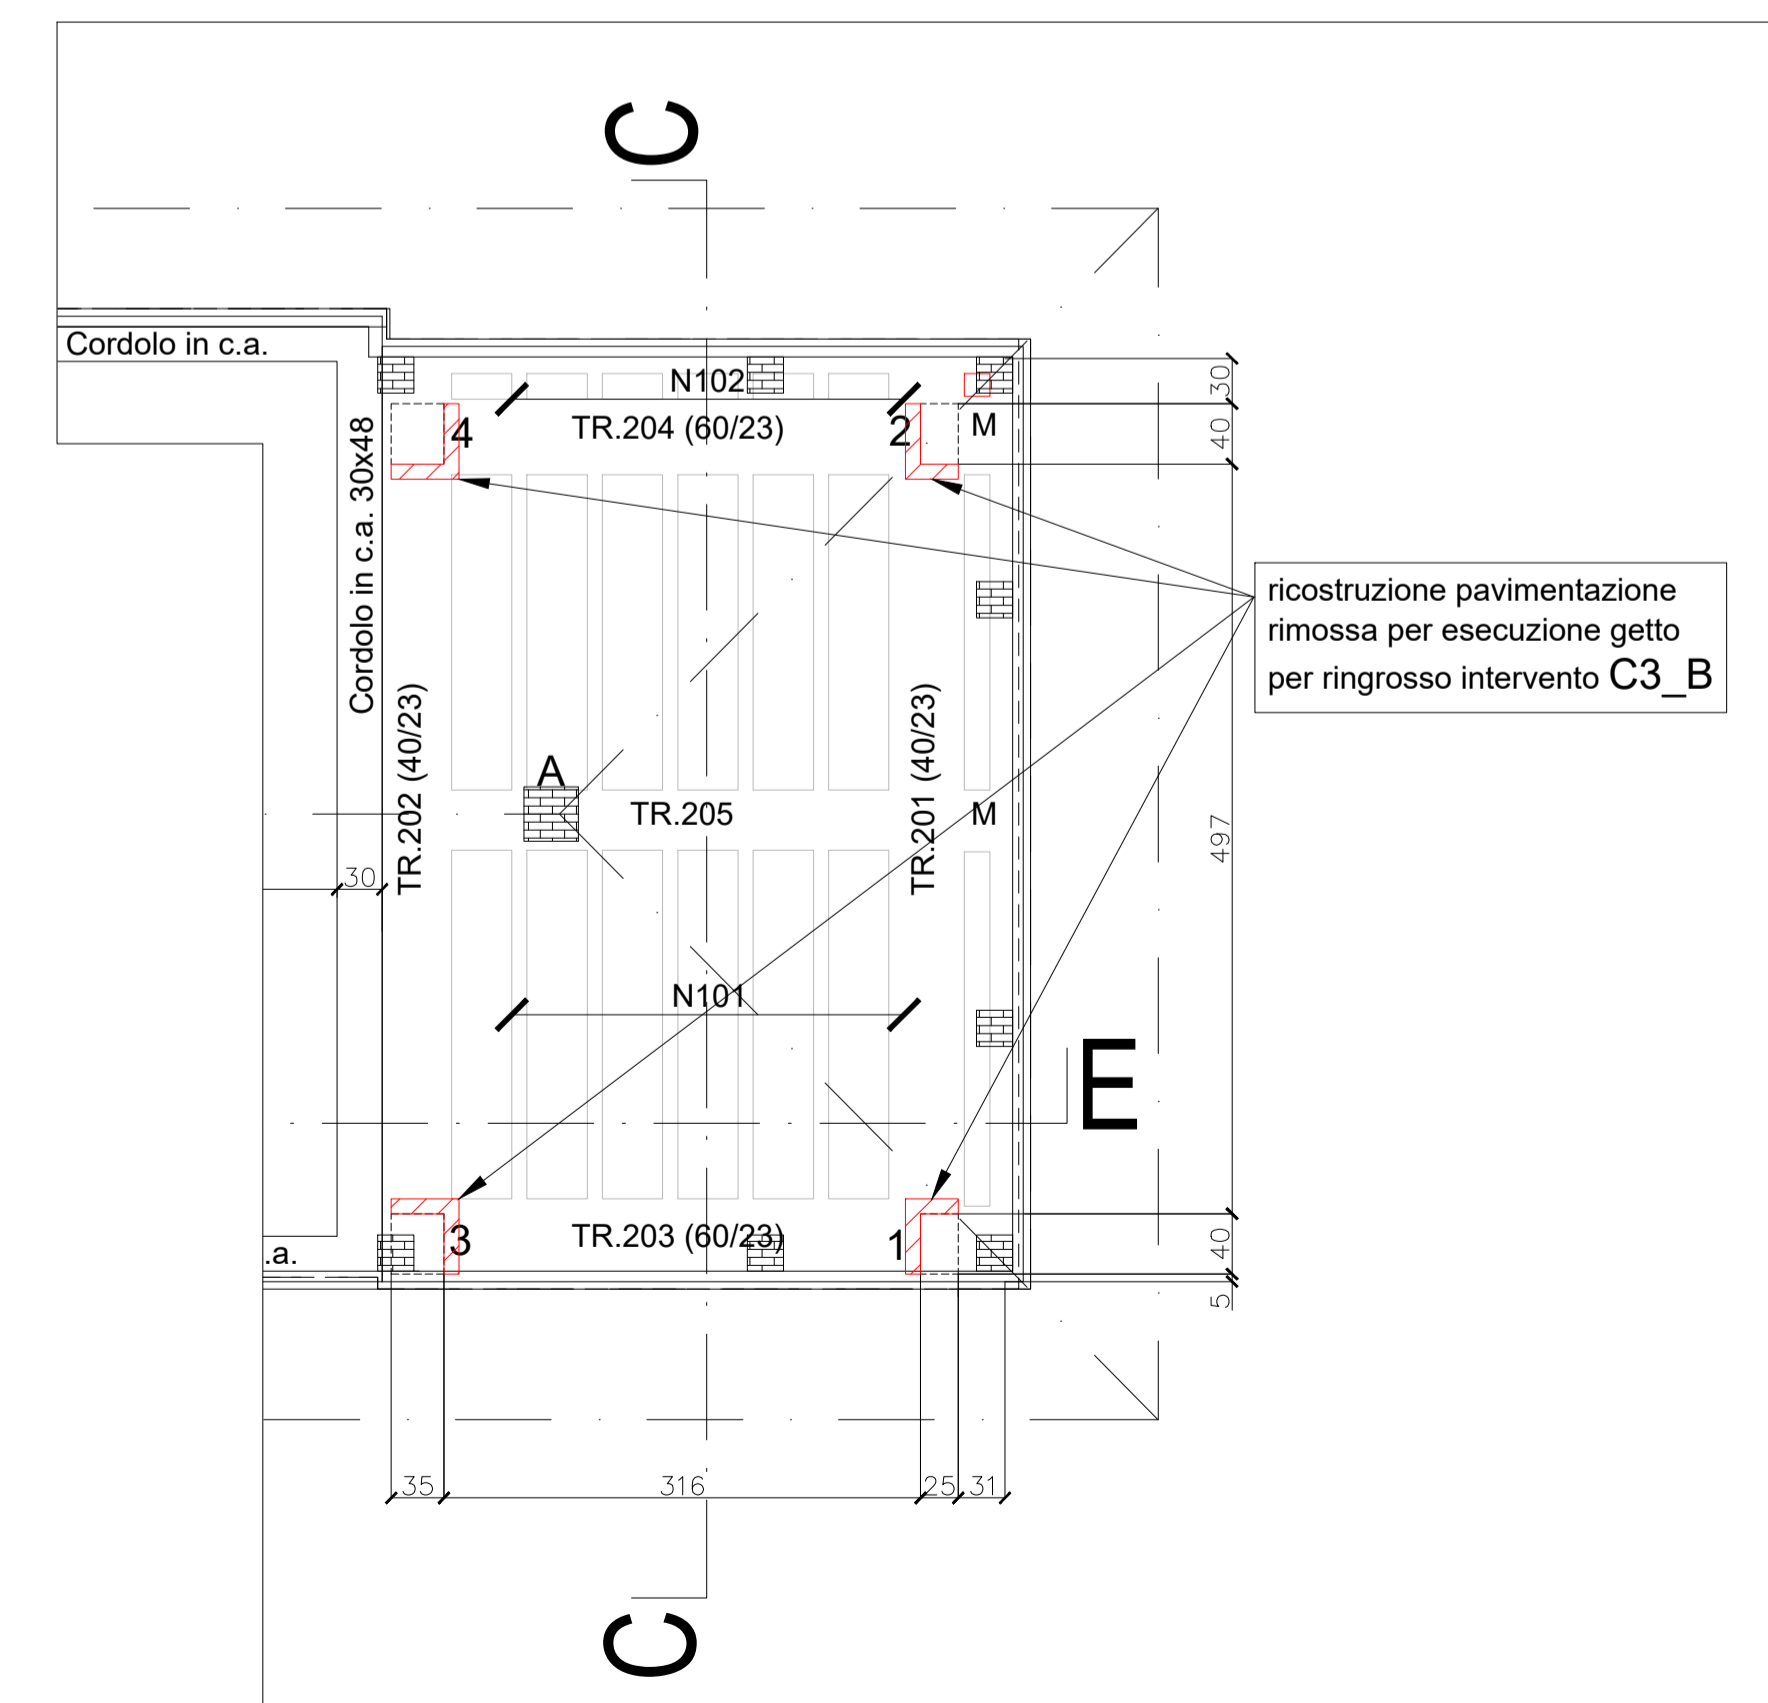 C
Cordolo in c.a.
N102
30
4
TR.204 (60/23)
2
M
40
Cordolo in c.a. 30x48
ricostruzione pavimentazione
rimossa per esecuzione getto
per ringrosso intervento C3_B
TR.202 (40/23)
TR.201 (40/23)
A
TR.205
M
497
30
N101
E
3
TR.203 (60/23)
1
40
.a.
5
35
316
25
31
C